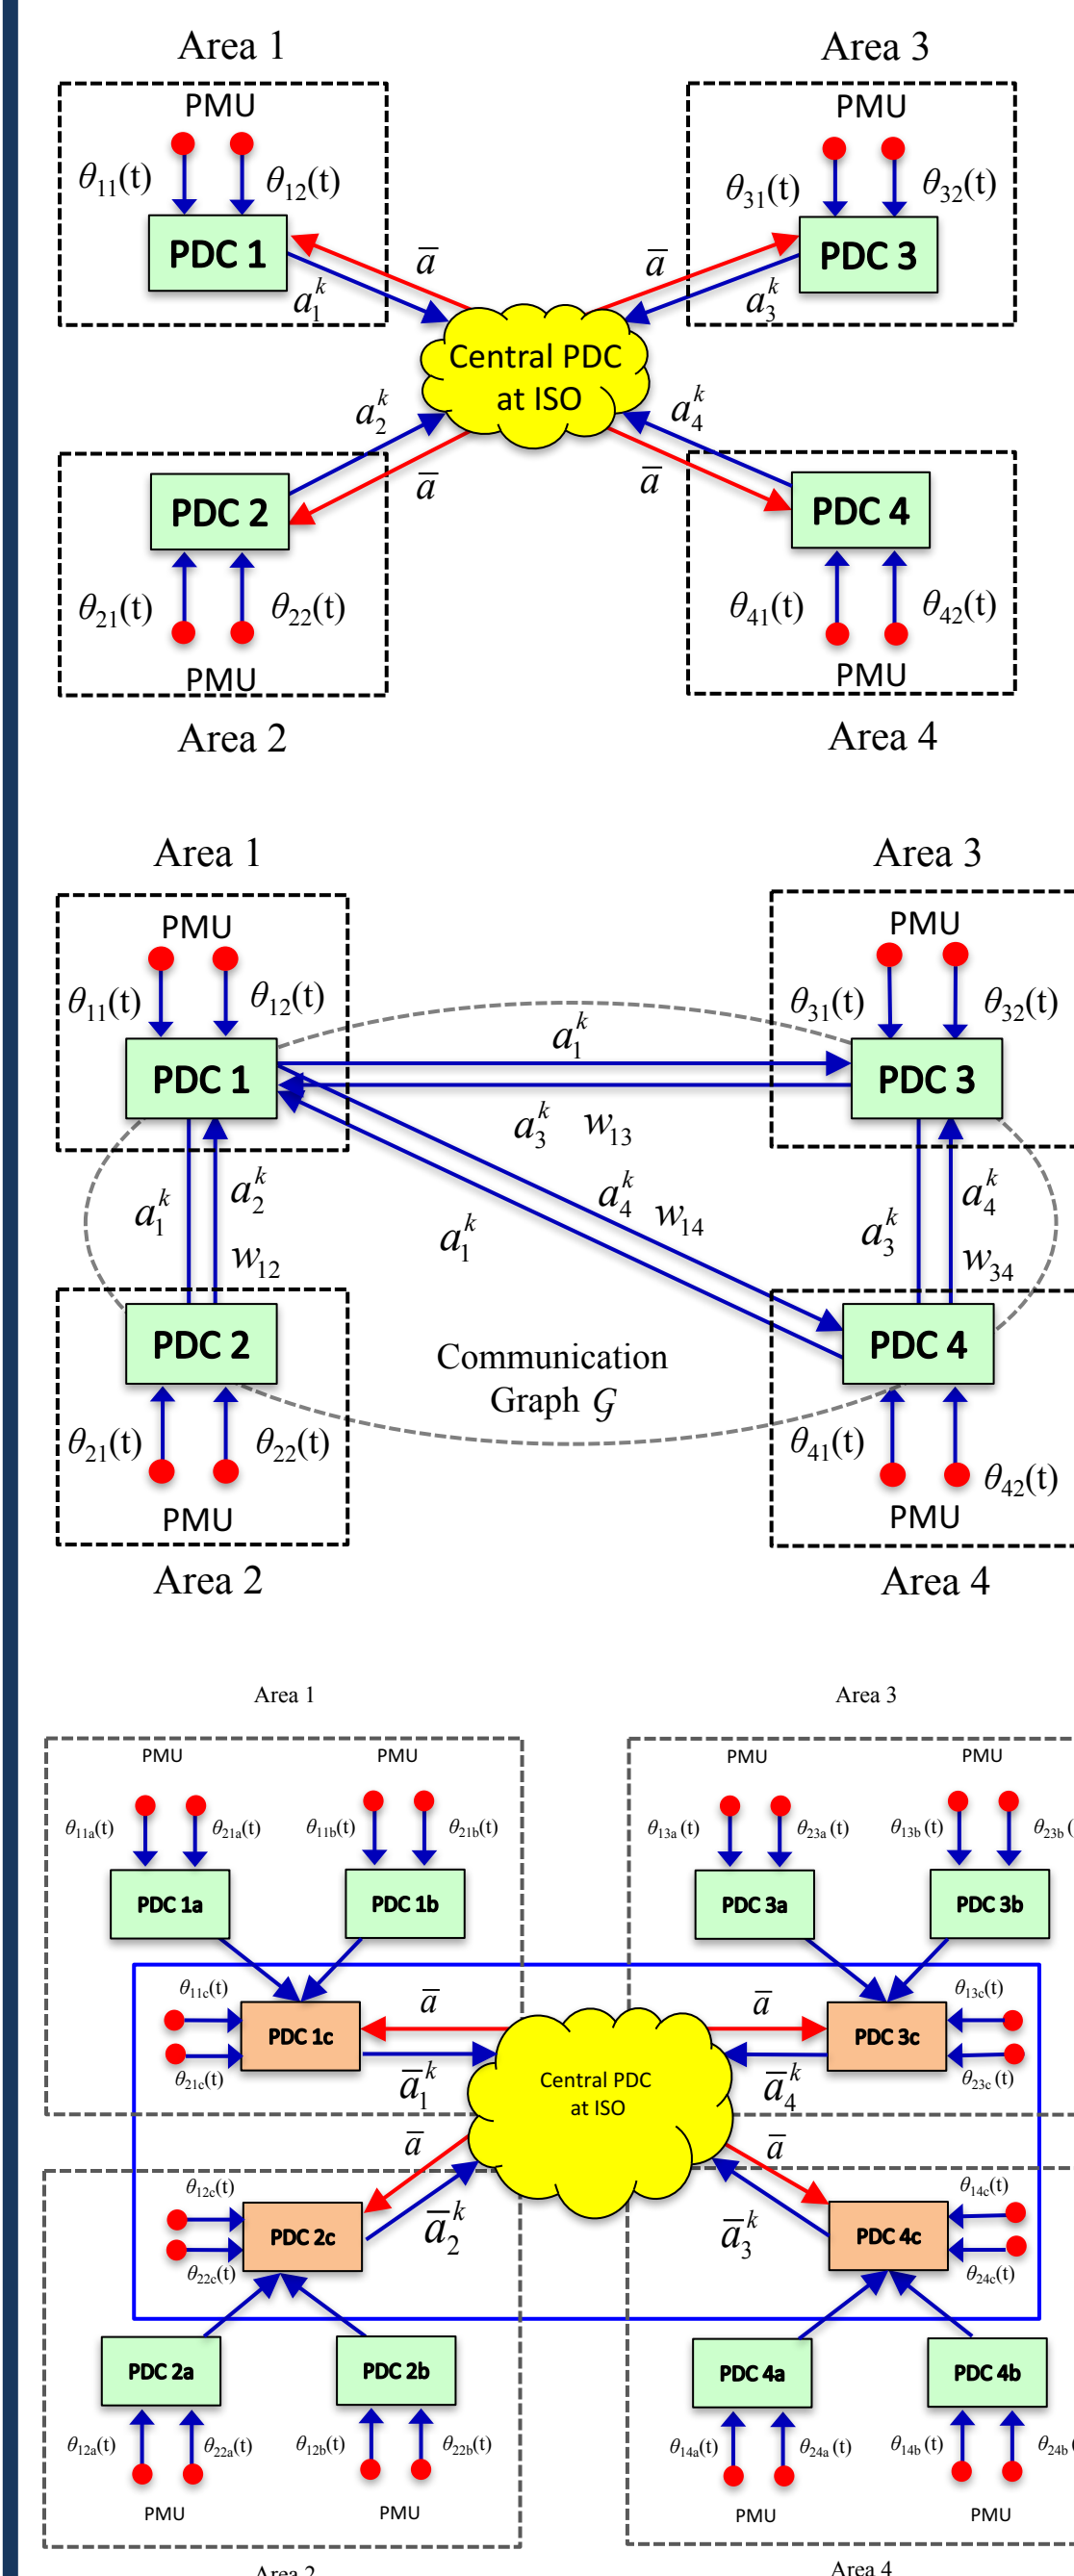 Area 1
Area 3
PMU
PMU
θ₁₁(t)
θ₁₂(t)
θ₃₁(t)
θ₃₂(t)
PDC 1
PDC 3
a̅
a̅
a₁ᵏ
a₃ᵏ
Central PDC
at ISO
a₂ᵏ
a₄ᵏ
a̅
a̅
PDC 2
PDC 4
θ₂₁(t)
θ₂₂(t)
θ₄₁(t)
θ₄₂(t)
PMU
PMU
Area 2
Area 4
Area 1
Area 3
PMU
PMU
θ₁₁(t)
θ₁₂(t)
θ₃₁(t)
θ₃₂(t)
a₁ᵏ
PDC 1
PDC 3
a₃ᵏ w₁₃
a₁ᵏ
a₂ᵏ
w₁₂
a₄ᵏ w₁₄
a₁ᵏ
a₃ᵏ
a₄ᵏ
w₃₄
PDC 2
PDC 4
Communication
Graph 𝒢
θ₂₁(t)
θ₂₂(t)
θ₄₁(t)
θ₄₂(t)
PMU
PMU
Area 2
Area 4
Area 1
Area 3
PMU
PMU
PMU
PMU
θ₁₁ₐ(t)
θ₂₁ₐ(t)
θ₁₁b(t)
θ₂₁b(t)
θ₁₃ₐ(t)
θ₂₃ₐ(t)
θ₁₃b(t)
θ₂₃b(
PDC 1a
PDC 1b
PDC 3a
PDC 3b
θ₁₁c(t)
θ₁₃c(t)
PDC 1c
a̅
a̅
PDC 3c
θ₂₁c(t)
θ₂₃c(t)
a̅₁ᵏ
a̅₄ᵏ
Central PDC
at ISO
a̅
a̅
θ₁₂c(t)
θ₁₄c(t)
PDC 2c
a̅₂ᵏ
a̅₃ᵏ
PDC 4c
θ₂₂c(t)
θ₂₄c(t)
PDC 2a
PDC 2b
PDC 4a
PDC 4b
θ₁₂ₐ(t)
θ₂₂ₐ(t)
θ₁₂b(t)
θ₂₂b(t)
θ₁₄ₐ(t)
θ₂₄ₐ(t)
θ₁₄b(t)
θ₂₄b(
PMU
PMU
PMU
PMU
Area 2
Area 4